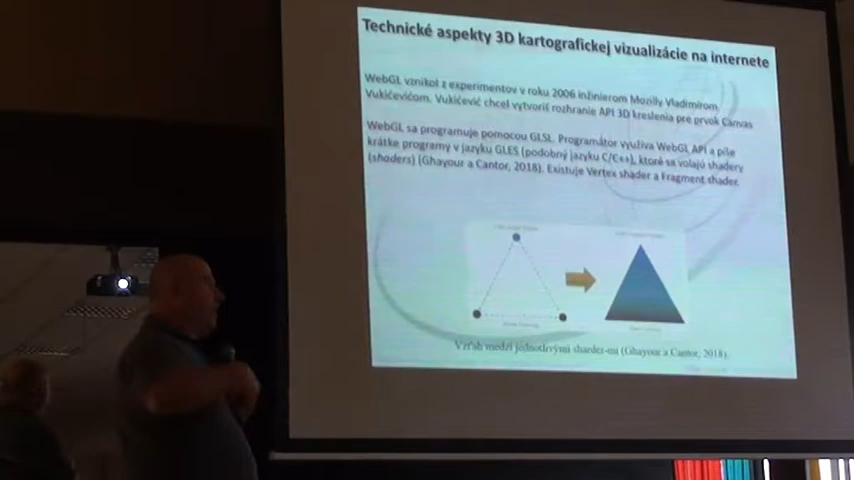 Technické aspekty 3D kartografickej vizualizácie na internete
WebGL vznikol z experimentov v roku 2006 inžinierom Mozilly Vladimírom
Vukićevićom. Vukićević chcel vytvoriť rozhranie API 3D kreslenia pre prvok Canvas
WebGL sa programuje pomocou GLSL. Programátor využíva WebGL API a píše
krátke programy v jazyku GLES (podobný jazyku C/C++), ktoré sa volajú shadery
(shaders) (Ghayour a Cantor, 2018). Existuje Vertex shader a Fragment shader.
Vzťah medzi jednotlivými sharder-mi (Ghayour a Cantor, 2018).